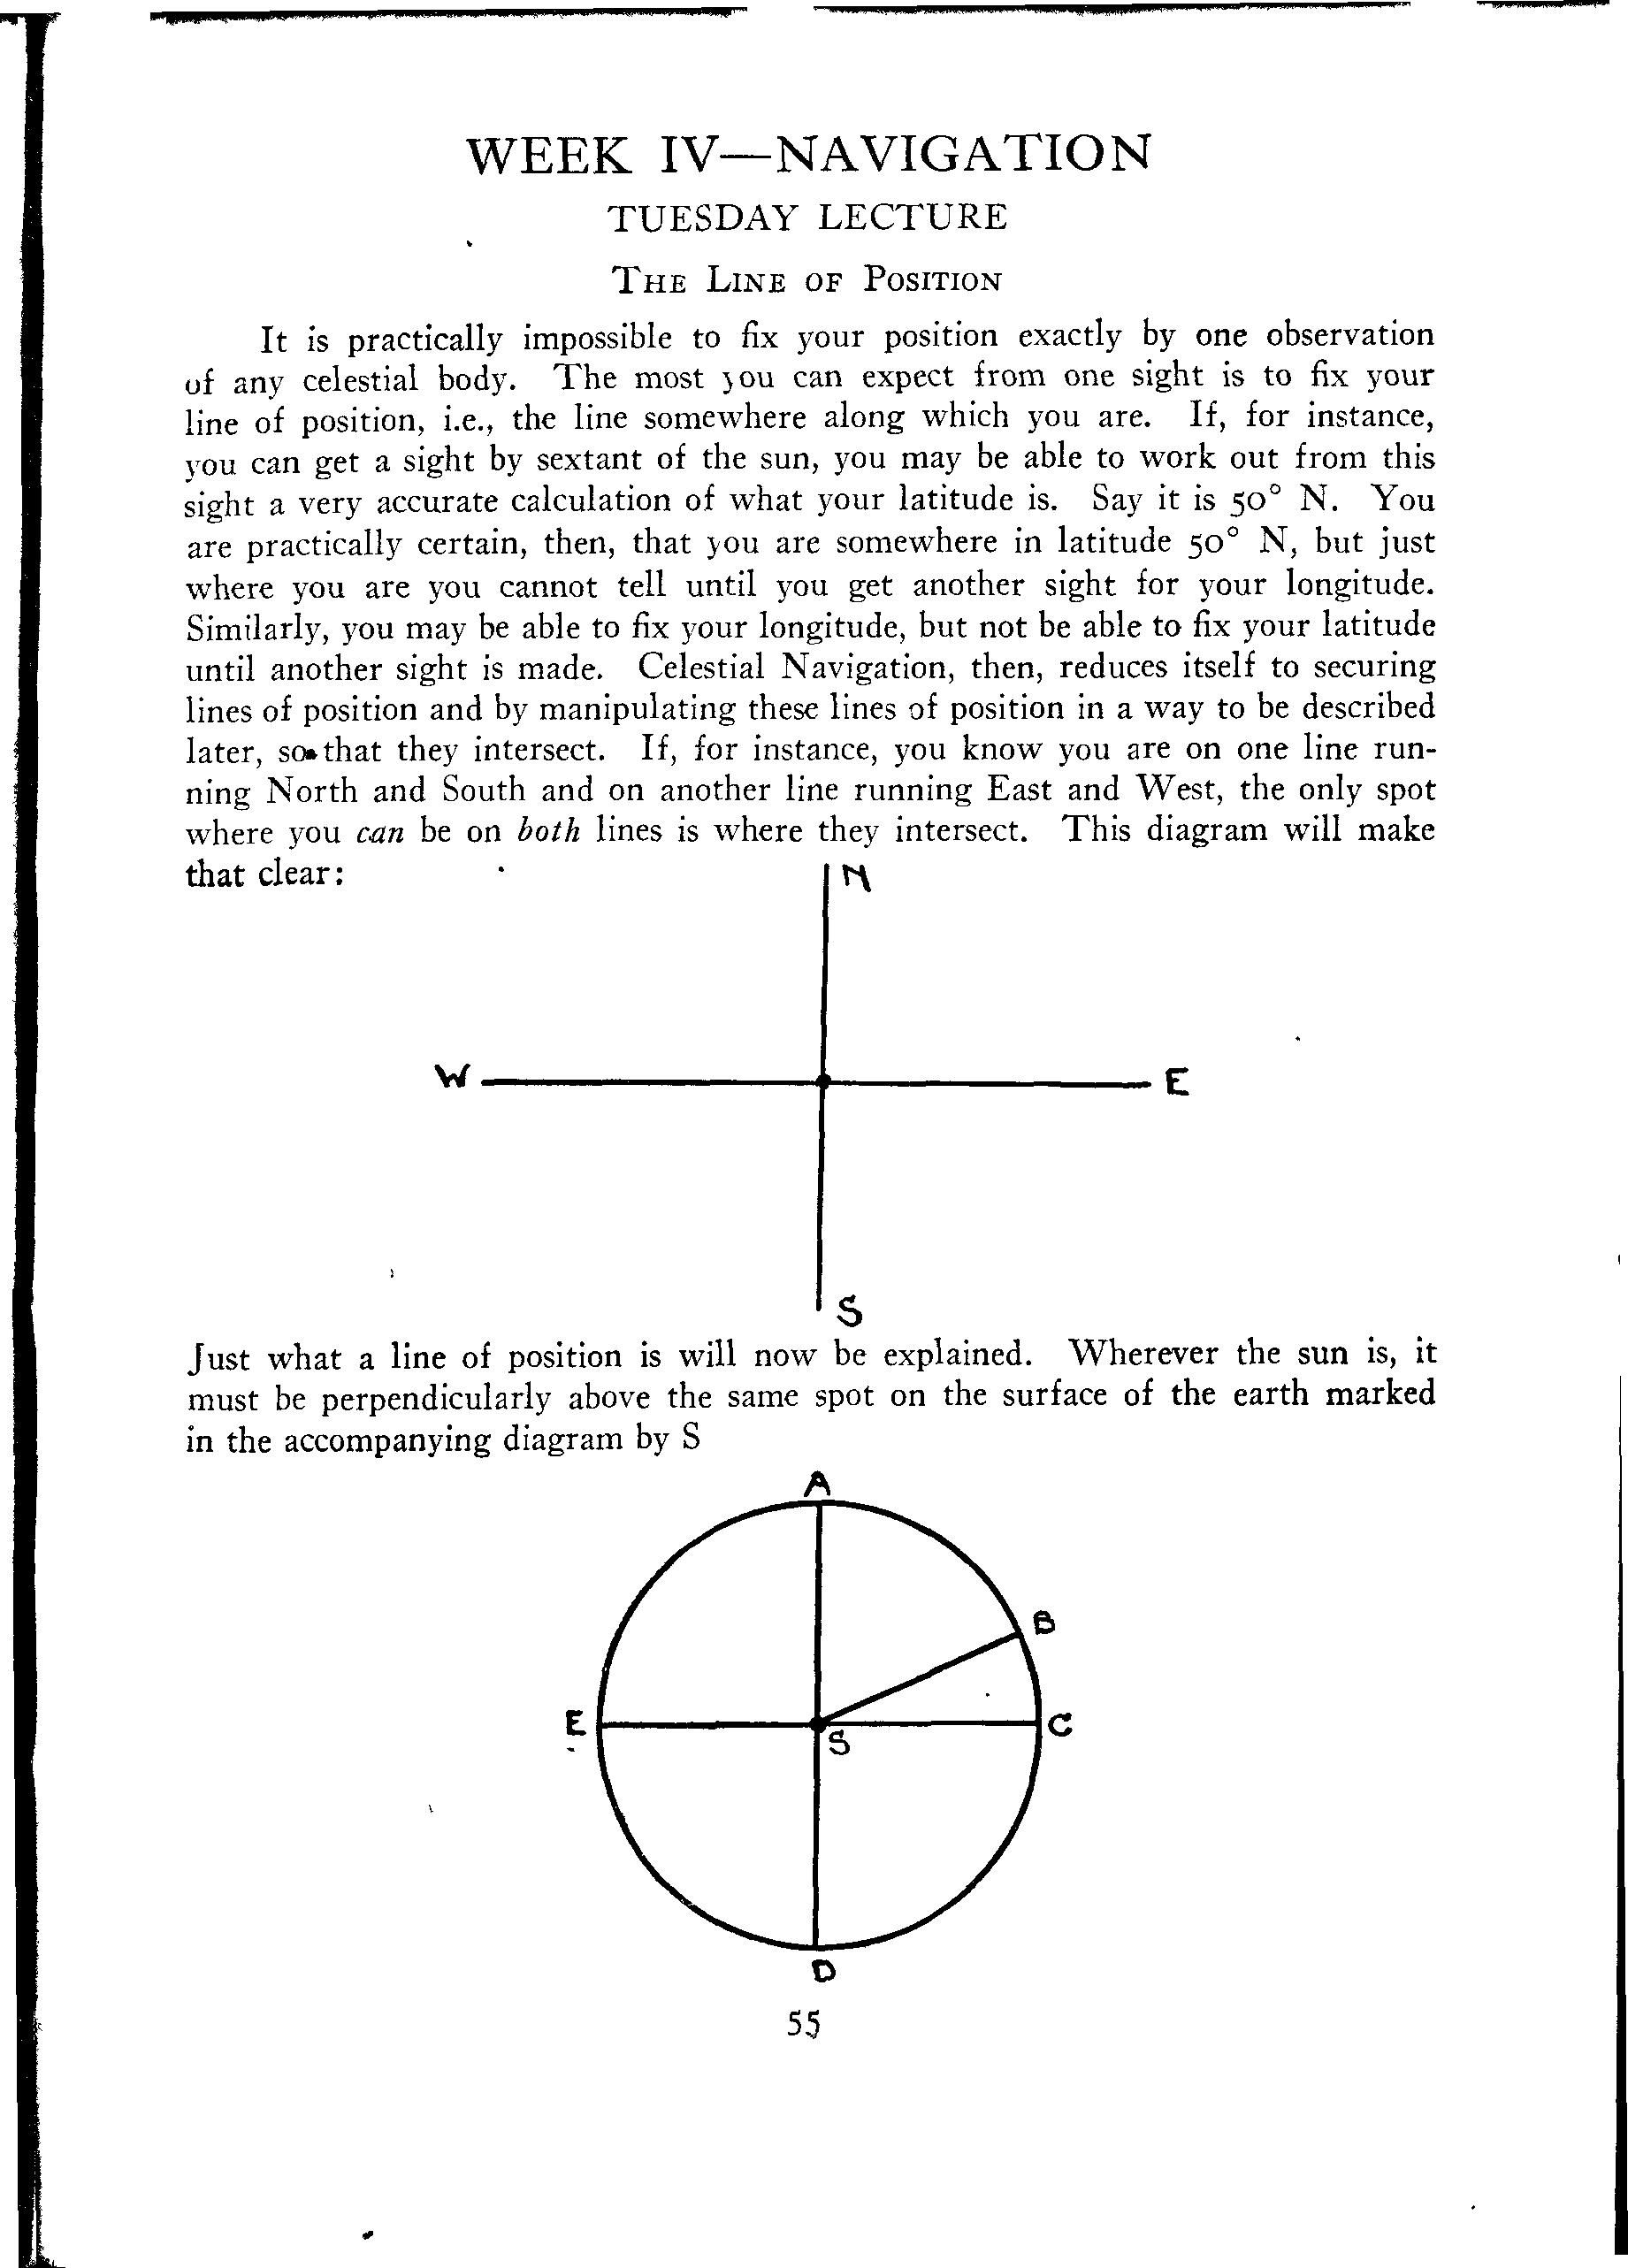 WEEK IV—NAVIGATION
TUESDAY LECTURE
THE LINE OF POSITION
It is practically impossible to fix your position exactly by one observation
of any celestial body. The most you can expect from one sight is to fix your
line of position, i.e., the line somewhere along which you are. If, for instance,
you can get a sight by sextant of the sun, you may be able to work out from this
sight a very accurate calculation of what your latitude is. Say it is 50° N. You
are practically certain, then, that you are somewhere in latitude 50° N, but just
where you are you cannot tell until you get another sight for your longitude.
Similarly, you may be able to fix your longitude, but not be able to fix your latitude
until another sight is made. Celestial Navigation, then, reduces itself to securing
lines of position and by manipulating these lines of position in a way to be described
later, so that they intersect. If, for instance, you know you are on one line run-
ning North and South and on another line running East and West, the only spot
where you can be on both lines is where they intersect. This diagram will make
that clear:
N
W
E
S
Just what a line of position is will now be explained. Wherever the sun is, it
must be perpendicularly above the same spot on the surface of the earth marked
in the accompanying diagram by S
A
B
E
S
C
D
55